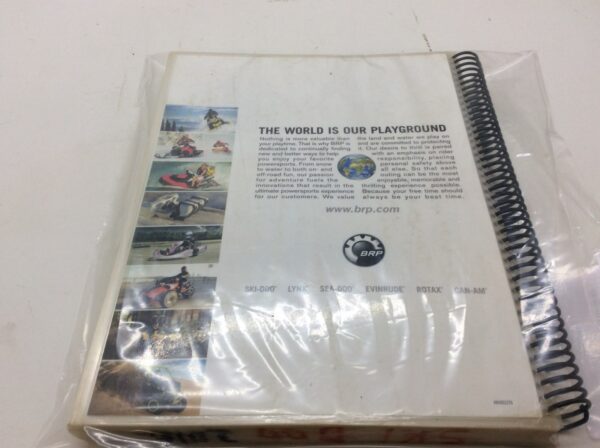 THE WORLD IS OUR PLAYGROUND
Nothing is more valuable than
your playtime. That is why BRP is
dedicated to continually finding
new and better ways to help
you enjoy your favorite
powersports. From snow
to water to both on- and
off-road fun, our passion
for adventure fuels the
innovations that result in the
ultimate powersports experience
for our customers. We value
the land and water we play on
and are committed to protecting
it. Our desire to thrill is paired
with an emphasis on rider
responsibility, placing
personal safety above
all else. So that each
outing can be the most
enjoyable, memorable and
thrilling experience possible.
Because your free time should
always be your best time.
www.brp.com
BRP
SKI-DOO® LYNX® SEA-DOO® EVINRUDE® ROTAX® CAN-AM®